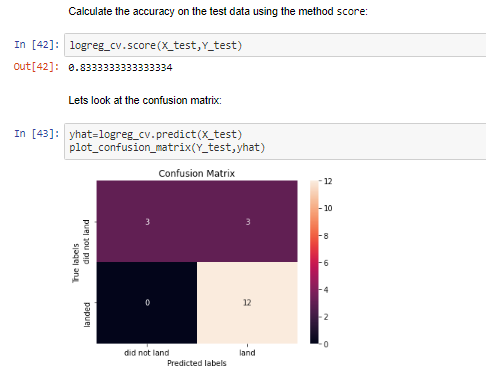 Calculate the accuracy on the test data using the method score:
In [42]: logreg_cv.score(X_test,Y_test)
Out[42]: 0.8333333333333334
Lets look at the confusion matrix:
In [43]: yhat=logreg_cv.predict(X_test)
plot_confusion_matrix(Y_test,yhat)
Confusion Matrix
True labels
did not land
landed
3 3
0 12
did not land land
Predicted labels
12
10
8
6
4
2
0